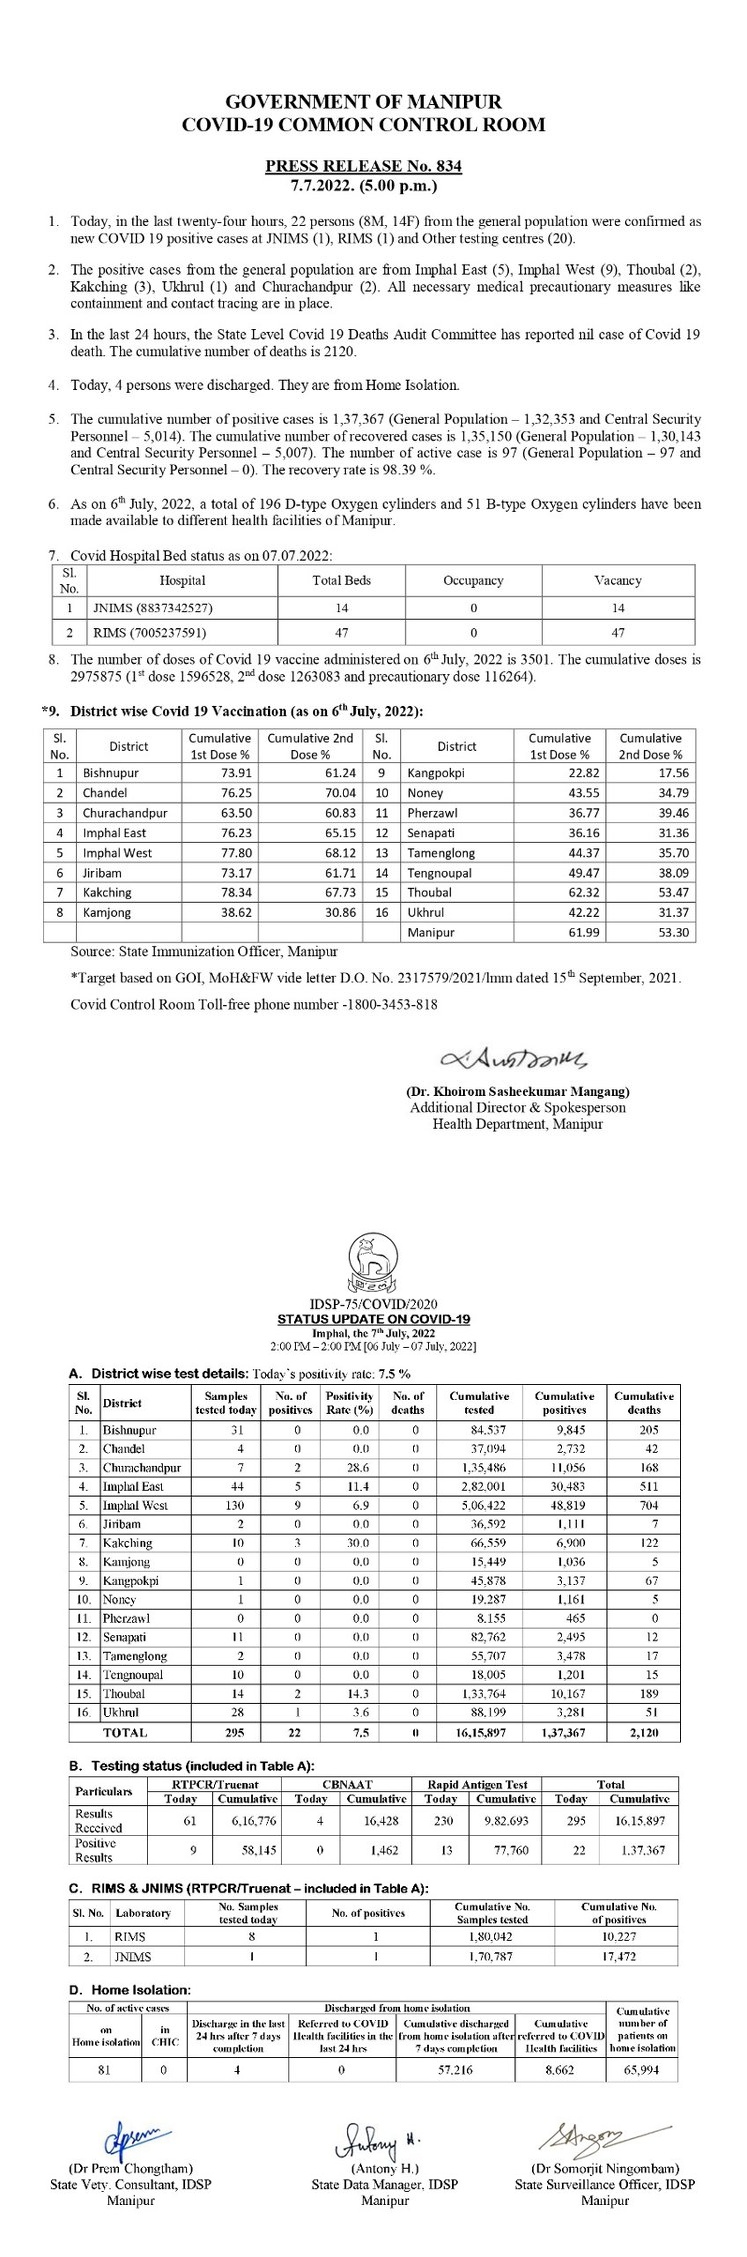 GOVERNMENT OF MANIPUR
COVID-19 COMMON CONTROL ROOM
PRESS RELEASE No. 834
7.7.2022. (5.00 p.m.)
1. Today, in the last twenty-four hours, 22 persons (8M, 14F) from the general population were confirmed as
new COVID 19 positive cases at JNIMS (1), RIMS (1) and Other testing centres (20).
2. The positive cases from the general population are from Imphal East (5), Imphal West (9), Thoubal (2),
Kakching (3), Ukhrul (1) and Churachandpur (2). All necessary medical precautionary measures like
containment and contact tracing are in place.
3. In the last 24 hours, the State Level Covid 19 Deaths Audit Committee has reported nil case of Covid 19
death. The cumulative number of deaths is 2120.
4. Today, 4 persons were discharged. They are from Home Isolation.
5. The cumulative number of positive cases is 1,37,367 (General Population – 1,32,353 and Central Security
Personnel – 5,014). The cumulative number of recovered cases is 1,35,150 (General Population – 1,30,143
and Central Security Personnel – 5,007). The number of active case is 97 (General Population – 97 and
Central Security Personnel – 0). The recovery rate is 98.39 %.
6. As on 6th July, 2022, a total of 196 D-type Oxygen cylinders and 51 B-type Oxygen cylinders have been
made available to different health facilities of Manipur.
7. Covid Hospital Bed status as on 07.07.2022:
Sl. No. Hospital Total Beds Occupancy Vacancy
1 JNIMS (8837342527) 14 0 14
2 RIMS (7005237591) 47 0 47
8. The number of doses of Covid 19 vaccine administered on 6th July, 2022 is 3501. The cumulative doses is
2975875 (1st dose 1596528, 2nd dose 1263083 and precautionary dose 116264).
*9. District wise Covid 19 Vaccination (as on 6th July, 2022):
Sl. No. District Cumulative 1st Dose % Cumulative 2nd Dose % Sl. No. District Cumulative 1st Dose % Cumulative 2nd Dose %
1 Bishnupur 73.91 61.24 9 Kangpokpi 22.82 17.56
2 Chandel 76.25 70.04 10 Noney 43.55 34.79
3 Churachandpur 63.50 60.83 11 Pherzawl 36.77 39.46
4 Imphal East 76.23 65.15 12 Senapati 36.16 31.36
5 Imphal West 77.80 68.12 13 Tamenglong 44.37 35.70
6 Jiribam 73.17 61.71 14 Tengnoupal 49.47 38.09
7 Kakching 78.34 67.73 15 Thoubal 62.32 53.47
8 Kamjong 38.62 30.86 16 Ukhrul 42.22 31.37
Manipur 61.99 53.30
Source: State Immunization Officer, Manipur
*Target based on GOI, MoH&FW vide letter D.O. No. 2317579/2021/Imm dated 15th September, 2021.
Covid Control Room Toll-free phone number -1800-3453-818
(Dr. Khoirom Sasheekumar Mangang)
Additional Director & Spokesperson
Health Department, Manipur
IDSP-75/COVID/2020
STATUS UPDATE ON COVID-19
Imphal, the 7th July, 2022
2:00 PM – 2:00 PM [06 July – 07 July, 2022]
A. District wise test details: Today's positivity rate: 7.5 %
Sl. No. District Samples tested today No. of positives Positivity Rate (%) No. of deaths Cumulative tested Cumulative positives Cumulative deaths
1. Bishnupur 31 0 0.0 0 84,537 9,845 205
2. Chandel 4 0 0.0 0 37,094 2,732 42
3. Churachandpur 7 2 28.6 0 1,35,486 11,056 168
4. Imphal East 44 5 11.4 0 2,82,001 30,483 511
5. Imphal West 130 9 6.9 0 5,06,422 48,819 704
6. Jiribam 2 0 0.0 0 36,592 1,111 7
7. Kakching 10 3 30.0 0 66,559 6,900 122
8. Kamjong 0 0 0.0 0 15,449 1,036 5
9. Kangpokpi 1 0 0.0 0 45,878 3,137 67
10. Noney 1 0 0.0 0 19,287 1,161 5
11. Pherzawl 0 0 0.0 0 8,155 465 0
12. Senapati 11 0 0.0 0 82,762 2,495 12
13. Tamenglong 2 0 0.0 0 55,707 3,478 17
14. Tengnoupal 10 0 0.0 0 18,005 1,201 15
15. Thoubal 14 2 14.3 0 1,33,764 10,167 189
16. Ukhrul 28 1 3.6 0 88,199 3,281 51
TOTAL 295 22 7.5 0 16,15,897 1,37,367 2,120
B. Testing status (included in Table A):
Particulars RTPCR/Truenat CBNAAT Rapid Antigen Test Total
Today Cumulative Today Cumulative Today Cumulative Today Cumulative
Results Received 61 6,16,776 4 16,428 230 9,82,693 295 16,15,897
Positive Results 9 58,145 0 1,462 13 77,760 22 1,37,367
C. RIMS & JNIMS (RTPCR/Truenat – included in Table A):
Sl. No. Laboratory No. Samples tested today No. of positives Cumulative No. Samples tested Cumulative No. of positives
1. RIMS 8 1 1,80,042 10,227
2. JNIMS 1 1 1,70,787 17,472
D. Home Isolation:
No. of active cases Discharged from home isolation Cumulative number of patients on home isolation
on Home isolation in CHIC Discharge in the last 24 hrs after 7 days completion Referred to COVID Health facilities in the last 24 hrs Cumulative discharged from home isolation after 7 days completion Cumulative referred to COVID Health facilities
81 0 4 0 57,216 8,662 65,994
Antony H.
(Dr Prem Chongtham) (Antony H.) (Dr Somorjit Ningombam)
State Vety. Consultant, IDSP State Data Manager, IDSP State Surveillance Officer, IDSP
Manipur Manipur Manipur